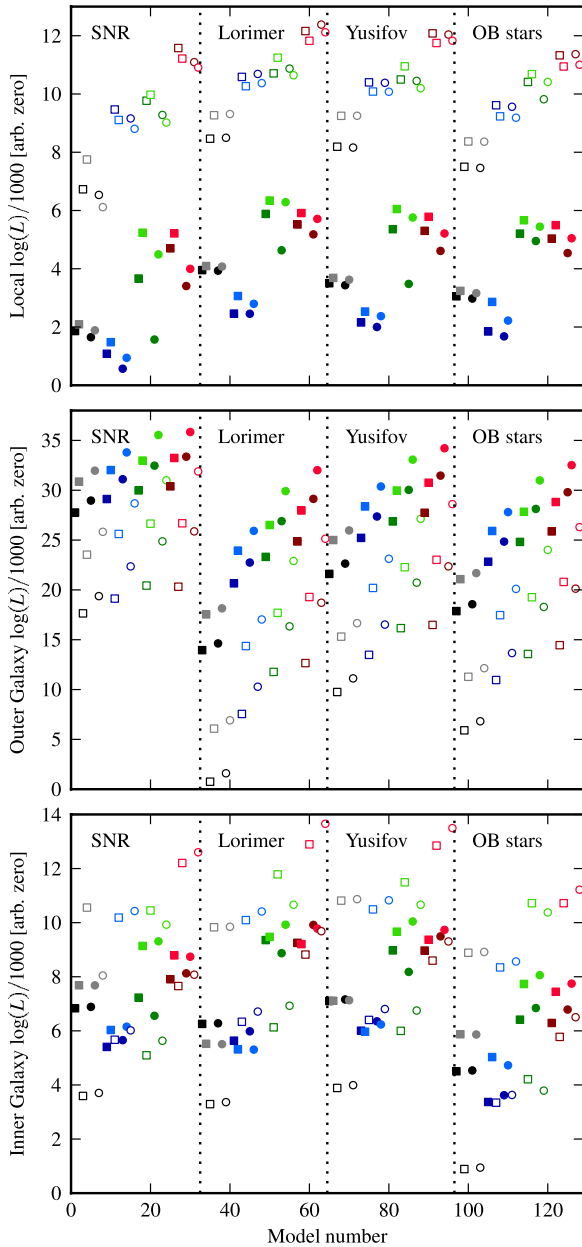 SNR Lorimer Yusifov OB stars
12
10
8
6
4
2
0
Local log(L)/1000 [arb. zero]
SNR Lorimer Yusifov OB stars
35
30
25
20
15
10
5
0
Outer Galaxy log(L)/1000 [arb. zero]
14
SNR Lorimer Yusifov OB stars
12
10
8
6
4
2
0
Inner Galaxy log(L)/1000 [arb. zero]
0 20 40 60 80 100 120
Model number